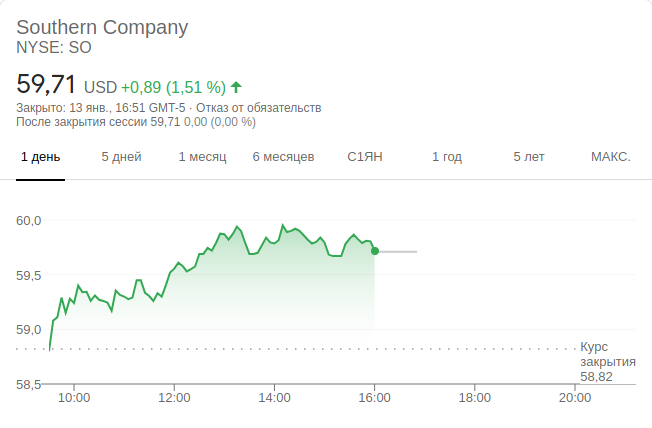 Southern Company
NYSE: SO
59,71 USD +0,89 (1,51 %)
Закрыто: 13 янв., 16:51 GMT-5 · Отказ от обязательств
После закрытия сессии 59,71 0,00 (0,00 %)
1 день 5 дней 1 месяц 6 месяцев С1ЯН 1 год 5 лет МАКС.
60,0
59,5
59,0
Курс
закрытия
58,82
58,5
10:00 12:00 14:00 16:00 18:00 20:00